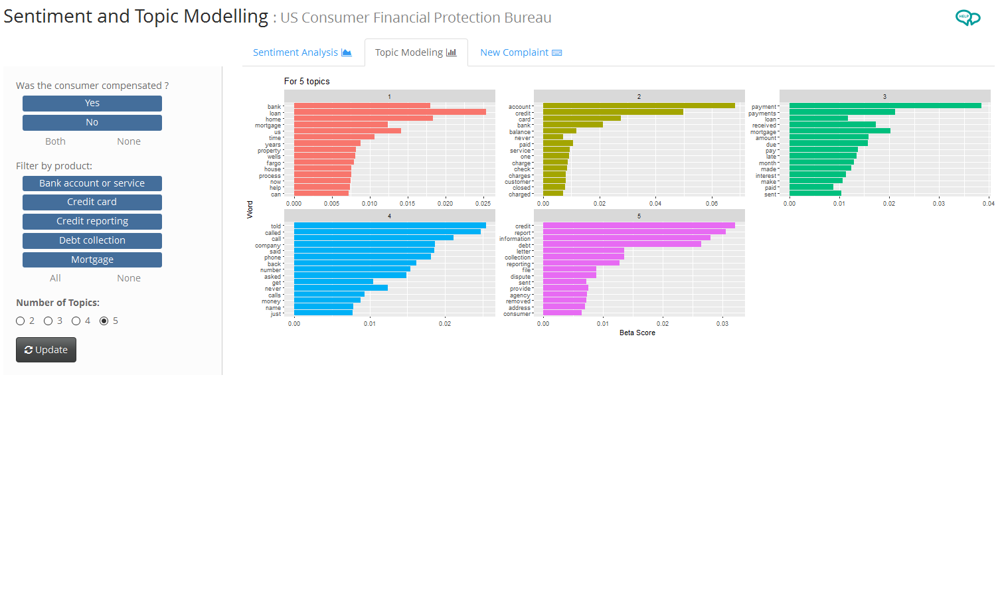 Sentiment and Topic Modelling : US Consumer Financial Protection Bureau
HELP
Sentiment Analysis
Topic Modeling
New Complaint
Was the consumer compensated ?
Yes
No
Both None
Filter by product:
Bank account or service
Credit card
Credit reporting
Debt collection
Mortgage
All None
Number of Topics:
2 3 4 5
Update
For 5 topics
Word
1
bank
loan
home
mortgage
us
time
years
property
wells
fargo
house
process
now
help
can
0.000 0.005 0.010 0.015 0.020 0.025
2
account
credit
card
bank
balance
never
paid
service
one
charge
check
charges
customer
closed
charged
0.00 0.02 0.04 0.06
3
payment
payments
loan
received
mortgage
amount
due
pay
late
month
made
interest
make
paid
sent
0.00 0.01 0.02 0.03 0.04
4
told
called
call
company
said
phone
back
number
asked
get
never
calls
money
name
just
0.00 0.01 0.02
5
credit
report
information
debt
letter
collection
reporting
file
dispute
sent
provide
agency
removed
address
consumer
0.00 0.01 0.02 0.03
Beta Score